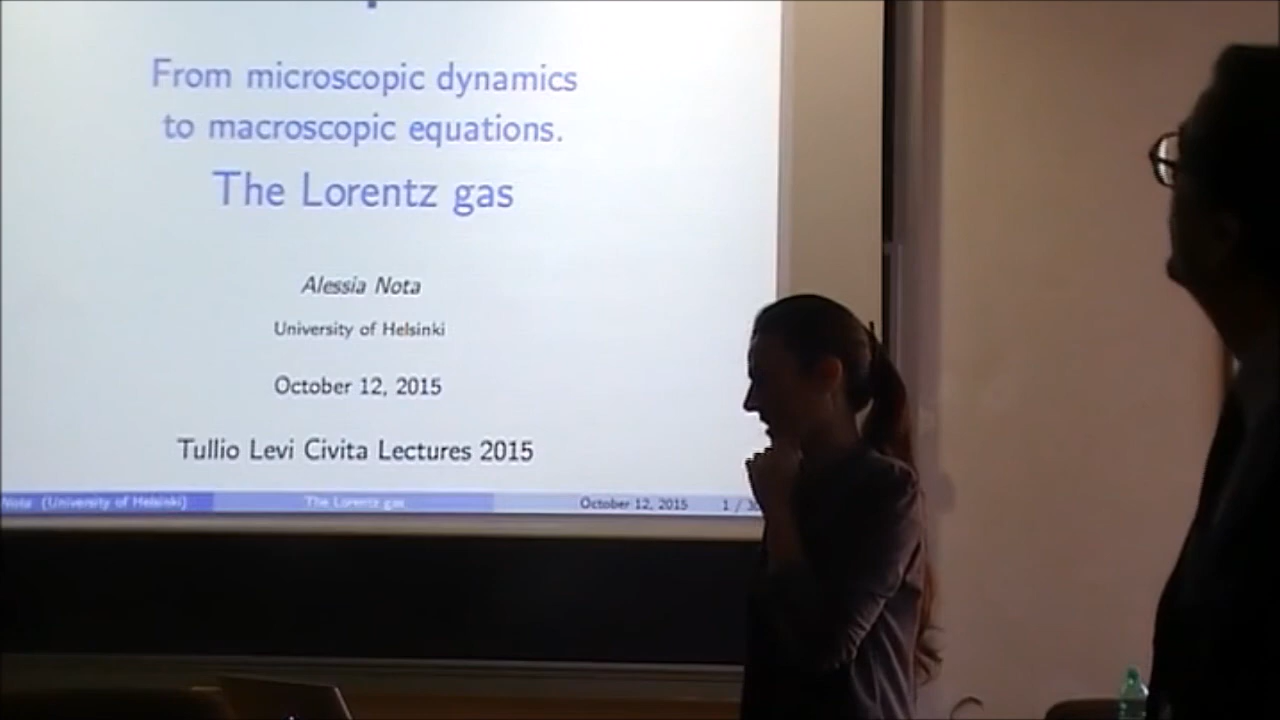 From microscopic dynamics
to macroscopic equations.
The Lorentz gas
Alessia Nota
University of Helsinki
October 12, 2015
Tullio Levi Civita Lectures 2015
Nota (University of Helsinki) The Lorentz gas October 12, 2015 1 /